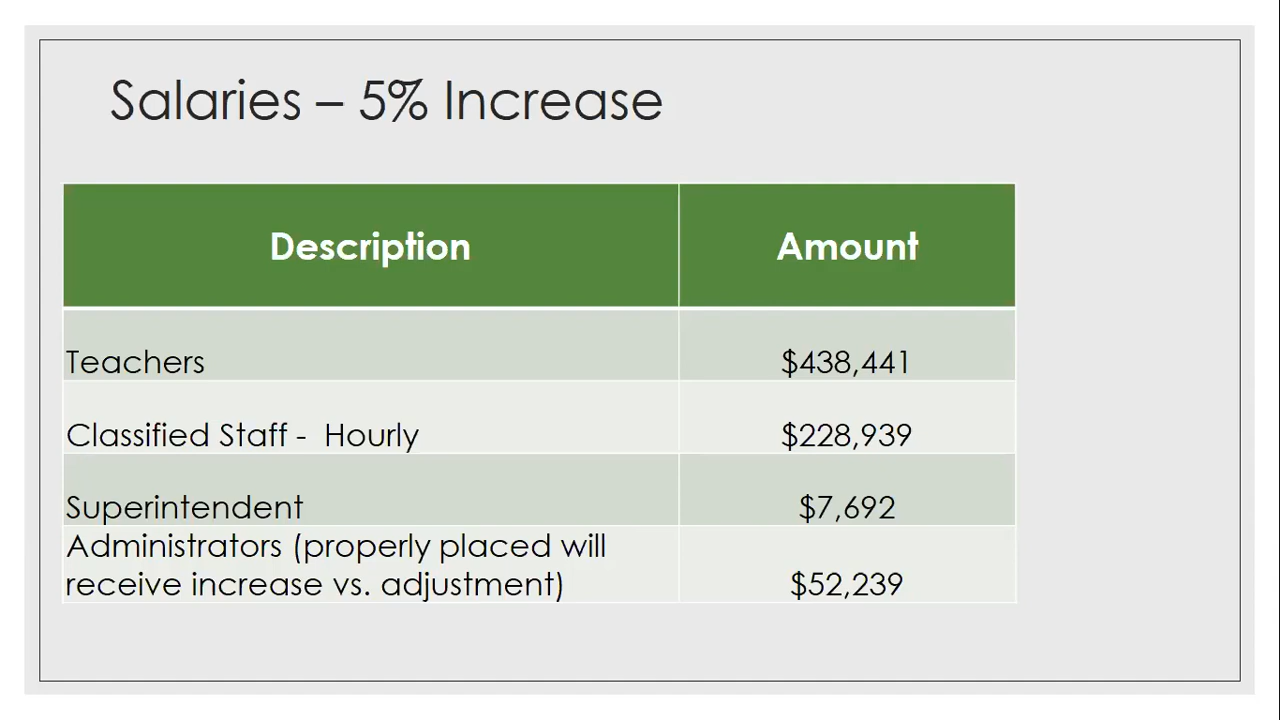 Salaries – 5% Increase
Description Amount
Teachers $438,441
Classified Staff -  Hourly $228,939
Superintendent $7,692
Administrators (properly placed will
receive increase vs. adjustment) $52,239